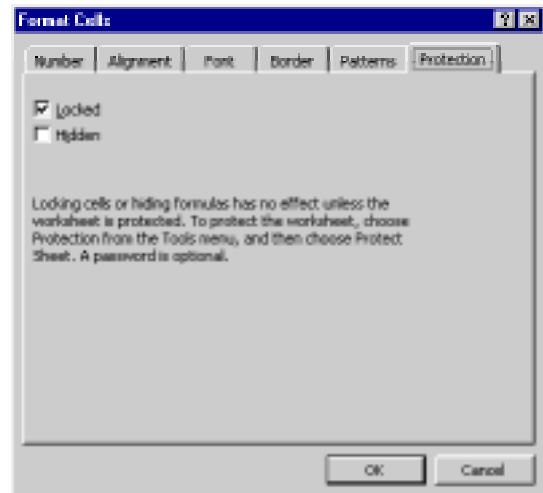 Format Cells
Number Alignment Font Border Patterns Protection
Locked
Hidden
Locking cells or hiding formulas has no effect unless the
worksheet is protected. To protect the worksheet, choose
Protection from the Tools menu, and then choose Protect
Sheet. A password is optional.
OK Cancel